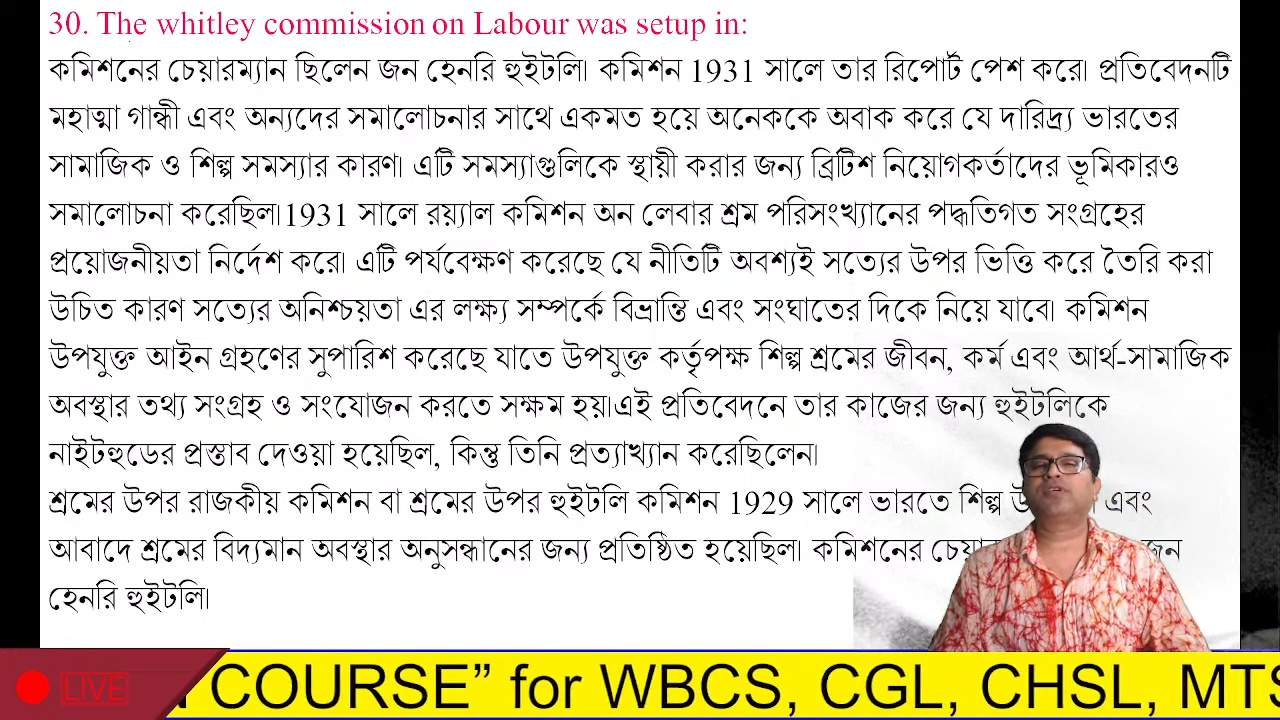 30. The whitley commission on Labour was setup in:
কমিশনের চেয়ারম্যান ছিলেন জন হেনরি হুইটলি। কমিশন 1931 সালে তার রিপোর্ট পেশ করে। প্রতিবেদনটি
মহাত্মা গান্ধী এবং অন্যদের সমালোচনার সাথে একমত হয়ে অনেককে অবাক করে যে দারিদ্র্য ভারতের
সামাজিক ও শিল্প সমস্যার কারণ। এটি সমস্যাগুলিকে স্থায়ী করার জন্য ব্রিটিশ নিয়োগকর্তাদের ভূমিকারও
সমালোচনা করেছিল।1931 সালে রয়্যাল কমিশন অন লেবার শ্রম পরিসংখ্যানের পদ্ধতিগত সংগ্রহের
প্রয়োজনীয়তা নির্দেশ করে। এটি পর্যবেক্ষণ করেছে যে নীতিটি অবশ্যই সত্যের উপর ভিত্তি করে তৈরি করা
উচিত কারণ সত্যের অনিশ্চয়তা এর লক্ষ্য সম্পর্কে বিভ্রান্তি এবং সংঘাতের দিকে নিয়ে যাবে। কমিশন
উপযুক্ত আইন গ্রহণের সুপারিশ করেছে যাতে উপযুক্ত কর্তৃপক্ষ শিল্প শ্রমের জীবন, কর্ম এবং আর্থ-সামাজিক
অবস্থার তথ্য সংগ্রহ ও সংযোজন করতে সক্ষম হয়।এই প্রতিবেদনে তার কাজের জন্য হুইটলিকে
নাইটহুডের প্রস্তাব দেওয়া হয়েছিল, কিন্তু তিনি প্রত্যাখ্যান করেছিলেন।
শ্রমের উপর রাজকীয় কমিশন বা শ্রমের উপর হুইটলি কমিশন 1929 সালে ভারতে শিল্প এবং
আবাদে শ্রমের বিদ্যমান অবস্থার অনুসন্ধানের জন্য প্রতিষ্ঠিত হয়েছিল। কমিশনের জন
হেনরি হুইটলি।
LIVE COURSE" for WBCS, CGL, CHSL, MTS